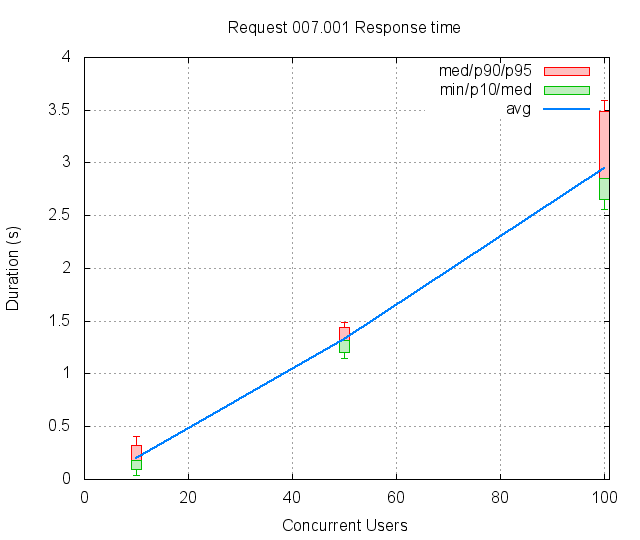 Request 007.001 Response time
4
3.5
3
2.5
2
1.5
1
0.5
0
med/p90/p95
min/p10/med
avg
Duration (s)
0 20 40 60 80 100
Concurrent Users